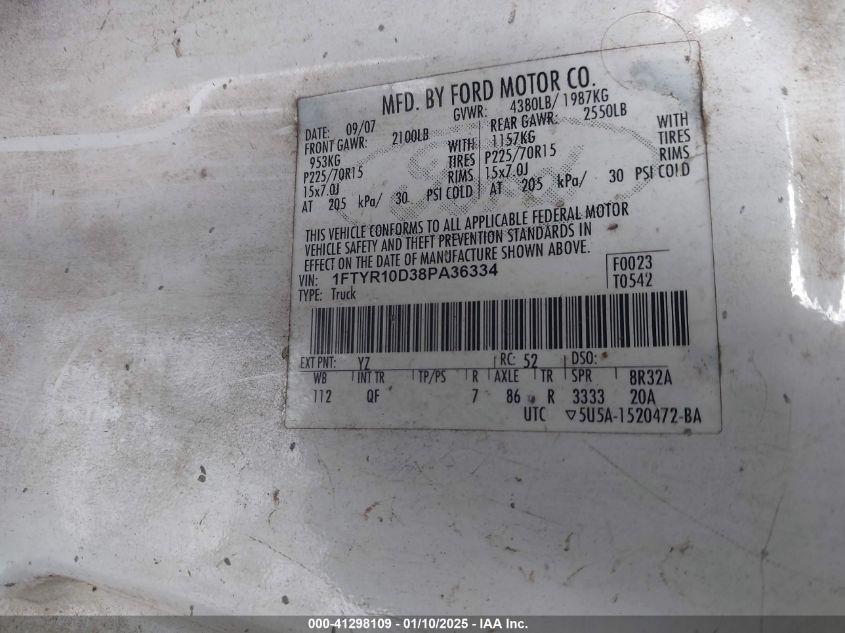 MFD. BY FORD MOTOR CO.
DATE: 09/07 GVWR: 4380LB/ 1987KG
FRONT GAWR: 2100LB REAR GAWR: 2550LB
953KG WITH 1157KG WITH
P225/70R15 TIRES P225/70R15 TIRES
15x7.0J RIMS 15x7.0J RIMS
AT 205 kPa/ 30 PSI COLD AT 205 kPa/ 30 PSI COLD
THIS VEHICLE CONFORMS TO ALL APPLICABLE FEDERAL MOTOR
VEHICLE SAFETY AND THEFT PREVENTION STANDARDS IN
EFFECT ON THE DATE OF MANUFACTURE SHOWN ABOVE.
VIN: 1FTYR10D38PA36334 F0023
TYPE: Truck T0542
EXT PNT: YZ RC: 52 DSO:
WB INT TR TP/PS R AXLE TR SPR 8R32A
112 QF 7 86 R 3333 20A
UTC ▽5U5A-1520472-BA
000-41298109 - 01/10/2025 - IAA Inc.